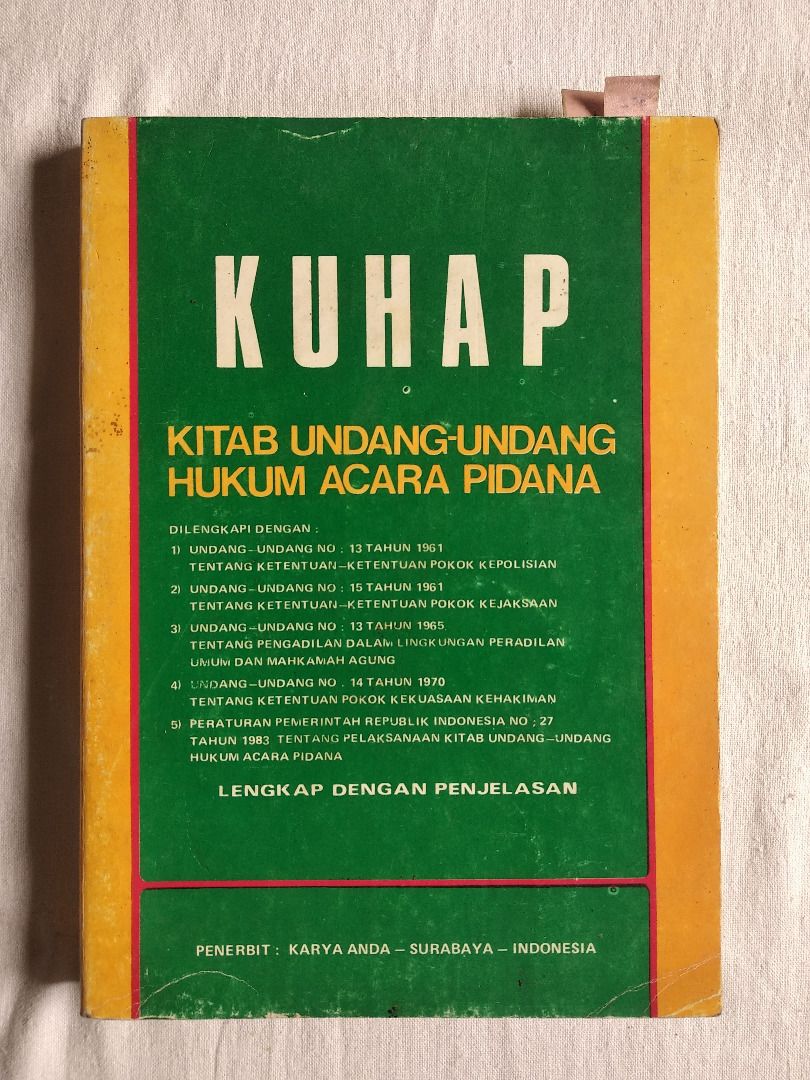 KUHAP
KITAB UNDANG-UNDANG
HUKUM ACARA PIDANA
DILENGKAPI DENGAN :
1) UNDANG-UNDANG NO : 13 TAHUN 1961
TENTANG KETENTUAN-KETENTUAN POKOK KEPOLISIAN
2) UNDANG-UNDANG NO : 15 TAHUN 1961
TENTANG KETENTUAN-KETENTUAN POKOK KEJAKSAAN
3) UNDANG-UNDANG NO : 13 TAHUN 1965
TENTANG PENGADILAN DALAM LINGKUNGAN PERADILAN
UMUM DAN MAHKAMAH AGUNG
4) UNDANG-UNDANG NO . 14 TAHUN 1970
TENTANG KETENTUAN POKOK KEKUASAAN KEHAKIMAN
5) PERATURAN PEMERINTAH REPUBLIK INDONESIA NO ; 27
TAHUN 1983 TENTANG PELAKSANAAN KITAB UNDANG-UNDANG
HUKUM ACARA PIDANA
LENGKAP DENGAN PENJELASAN
PENERBIT : KARYA ANDA – SURABAYA – INDONESIA